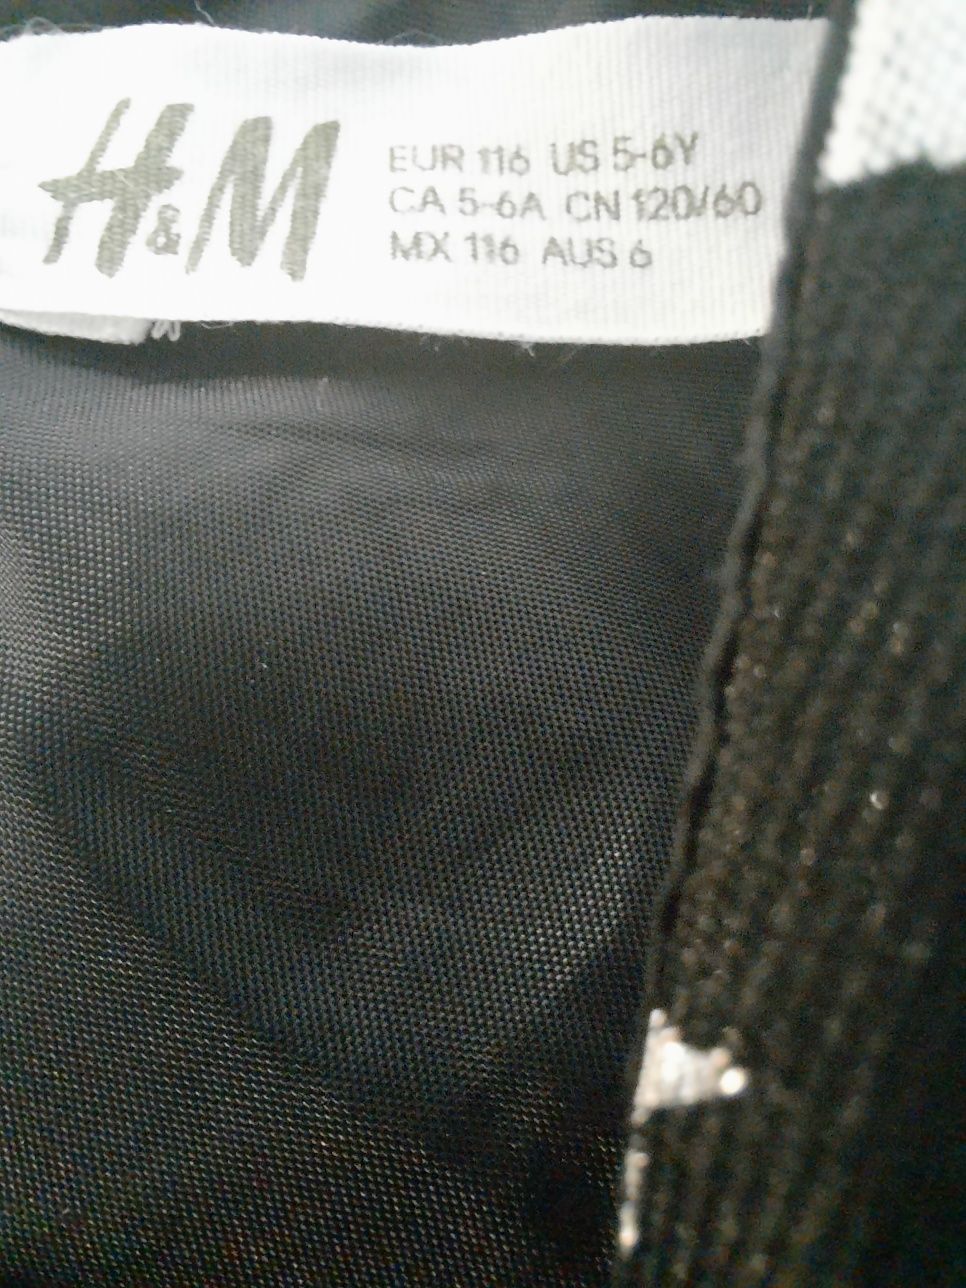 H&M
EUR 116 US 5-6Y
CA 5-6A CN 120/60
MX 116 AUS 6